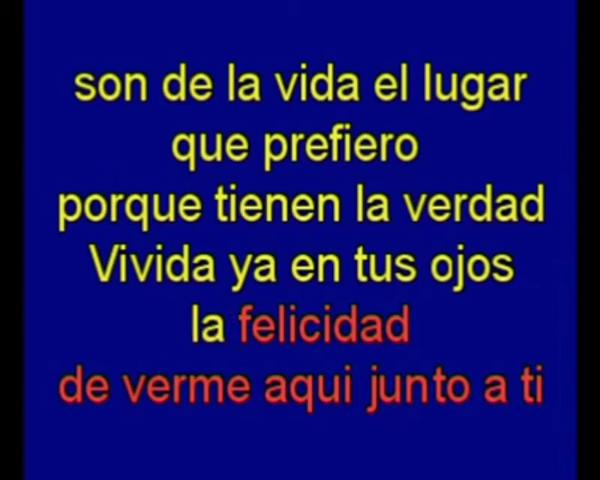 son de la vida el lugar
que prefiero
porque tienen la verdad
Vivida ya en tus ojos
la felicidad
de verme aqui junto a ti